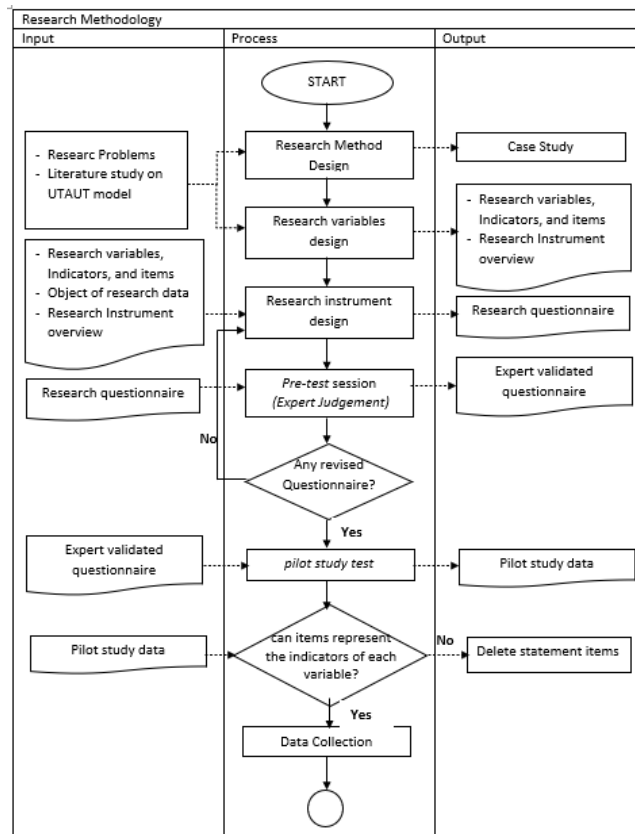 Research Methodology
Input
Process
Output
START
- Researc Problems
- Literature study on
UTAUT model
Research Method
Design
Case Study
Research variables
design
- Research variables,
Indicators, and items
- Research Instrument
overview
- Research variables,
Indicators, and items
- Object of research data
- Research Instrument
overview
Research instrument
design
Research questionnaire
Research questionnaire
Pre-test session
(Expert Judgement)
Expert validated
questionnaire
No
Any revised
Questionnaire?
Yes
Expert validated
questionnaire
pilot study test
Pilot study data
Pilot study data
can items represent
the indicators of each
variable?
No
Delete statement items
Yes
Data Collection